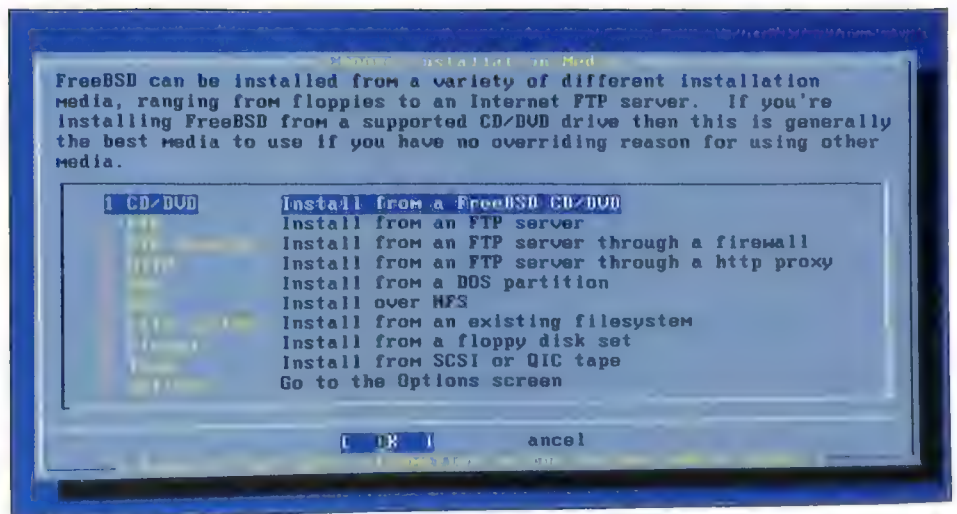 FreeBSD can be installed from a variety of different installation
media, ranging from floppies to an Internet FTP server. If you're
installing FreeBSD from a supported CD/DVD drive then this is generally
the best media to use if you have no overriding reason for using other
media.
1 CD/DVD Install from a FreeBSD CD/DVD
Install from an FTP server
Install from an FTP server through a firewall
Install from an FTP server through a http proxy
Install from a DOS partition
Install over NFS
Install from an existing filesystem
Install from a floppy disk set
Install from SCSI or QIC tape
Go to the Options screen
[ OK ] ancel